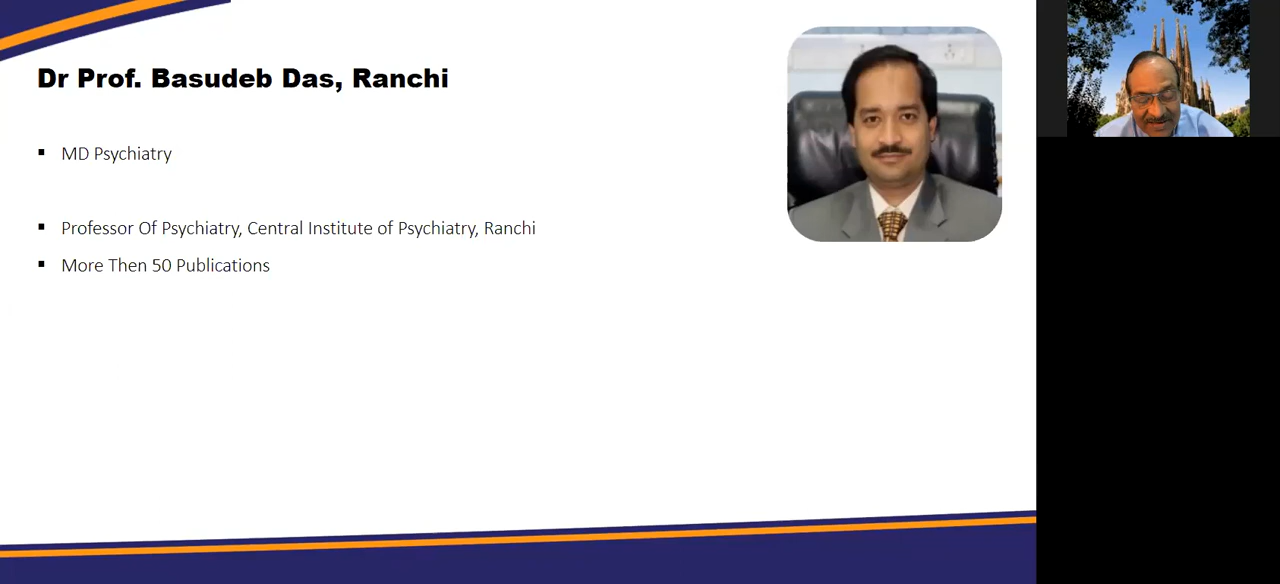 Dr Prof. Basudeb Das, Ranchi
MD Psychiatry
Professor Of Psychiatry, Central Institute of Psychiatry, Ranchi
More Then 50 Publications